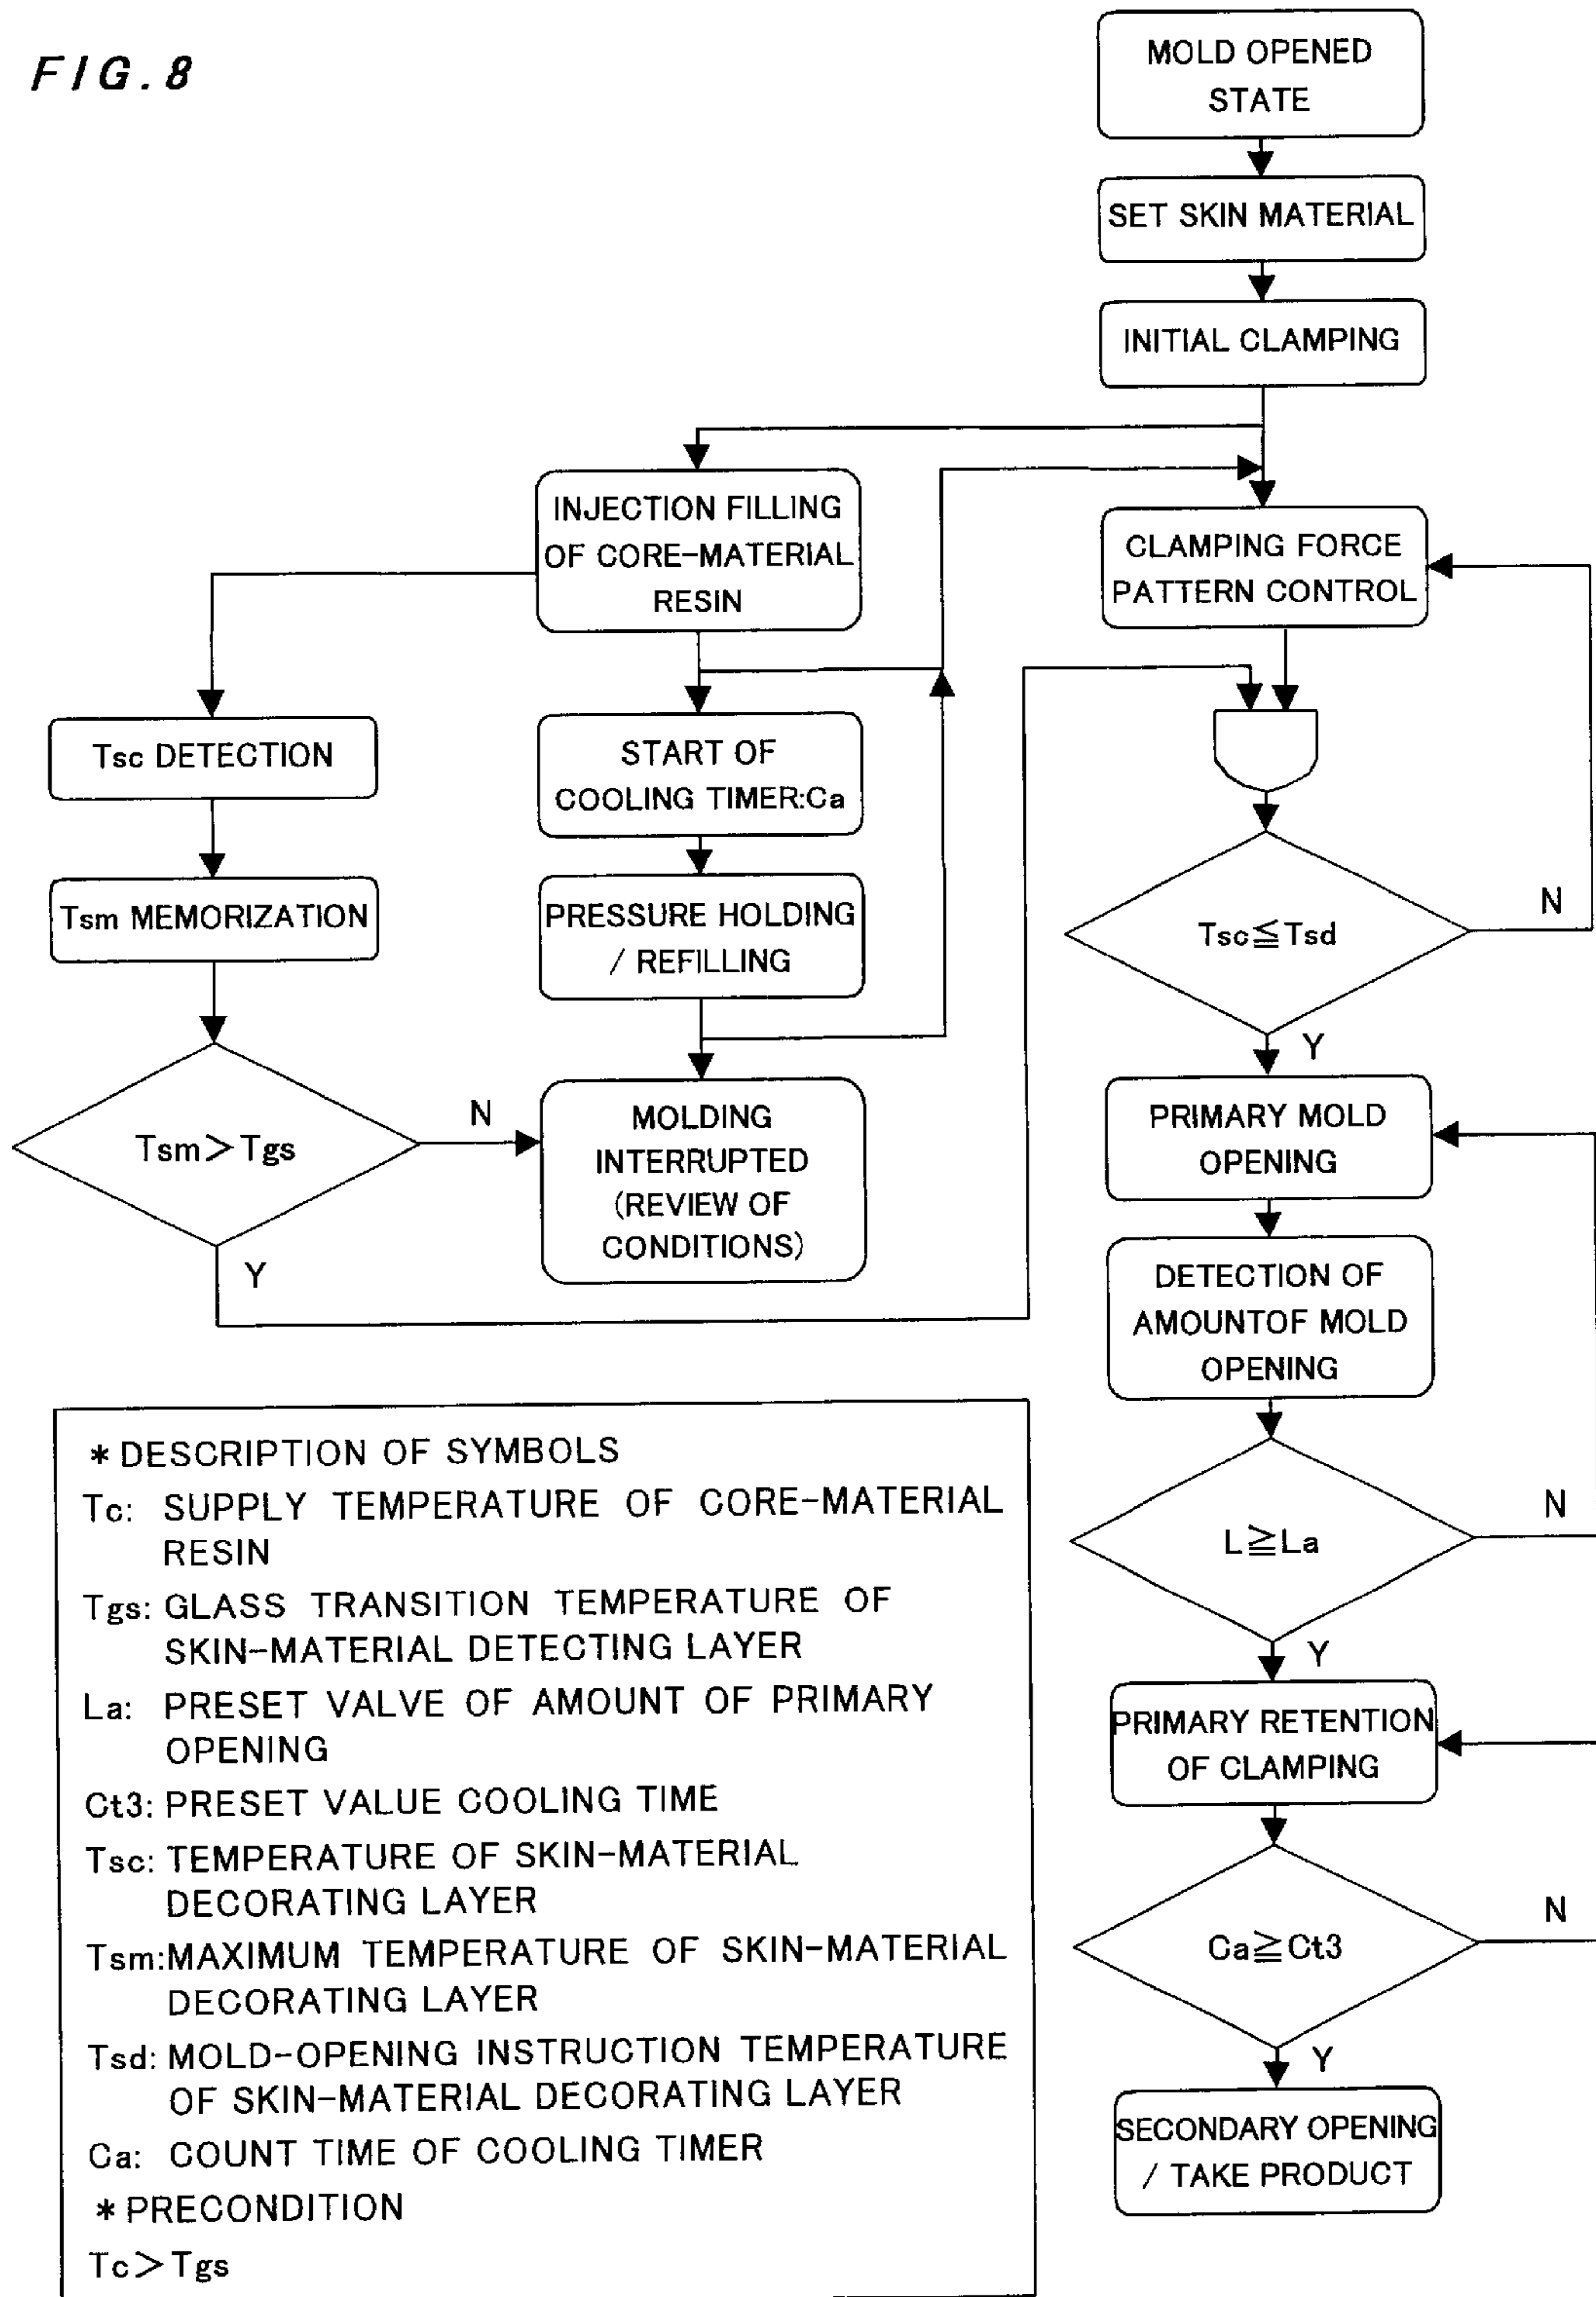 FIG.8
MOLD OPENED
STATE
SET SKIN MATERIAL
INITIAL CLAMPING
INJECTION FILLING
OF CORE-MATERIAL
RESIN
CLAMPING FORCE
PATTERN CONTROL
Tsc DETECTION
START OF
COOLING TIMER:Ca
Tsm MEMORIZATION
PRESSURE HOLDING
/ REFILLING
Tsc≦Tsd
N
Y
Tsm>Tgs
N
Y
MOLDING
INTERRUPTED
(REVIEW OF
CONDITIONS)
PRIMARY MOLD
OPENING
DETECTION OF
AMOUNTOF MOLD
OPENING
L≧La
N
Y
PRIMARY RETENTION
OF CLAMPING
Ca≧Ct3
N
Y
SECONDARY OPENING
/ TAKE PRODUCT
* DESCRIPTION OF SYMBOLS
Tc: SUPPLY TEMPERATURE OF CORE-MATERIAL
RESIN
Tgs: GLASS TRANSITION TEMPERATURE OF
SKIN-MATERIAL DETECTING LAYER
La: PRESET VALVE OF AMOUNT OF PRIMARY
OPENING
Ct3: PRESET VALUE COOLING TIME
Tsc: TEMPERATURE OF SKIN-MATERIAL
DECORATING LAYER
Tsm: MAXIMUM TEMPERATURE OF SKIN-MATERIAL
DECORATING LAYER
Tsd: MOLD-OPENING INSTRUCTION TEMPERATURE
OF SKIN-MATERIAL DECORATING LAYER
Ca: COUNT TIME OF COOLING TIMER
* PRECONDITION
Tc>Tgs